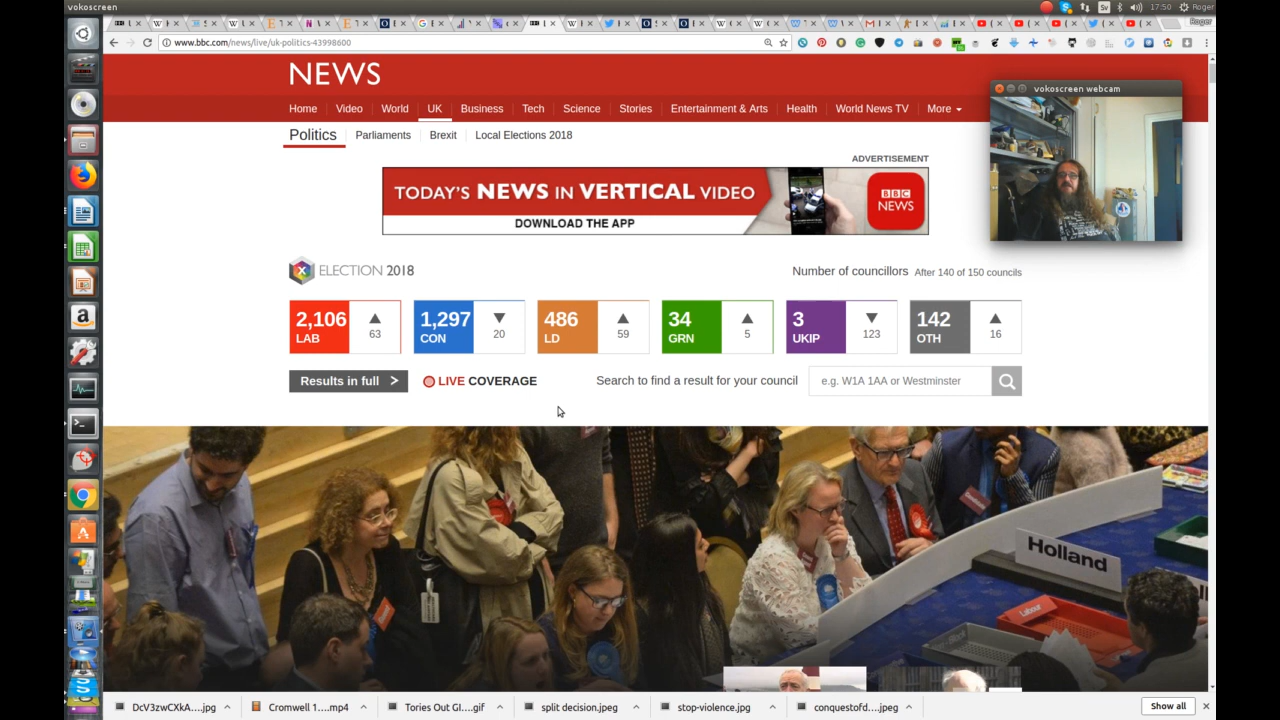 vokoscreen
Sv
17:50
Roger
Roger
www.bbc.com/news/live/uk-politics-43998600
NEWS
vokoscreen webcam
Home
Video
World
UK
Business
Tech
Science
Stories
Entertainment & Arts
Health
World News TV
More
Politics
Parliaments
Brexit
Local Elections 2018
ADVERTISEMENT
TODAY'S NEWS IN VERTICAL VIDEO
DOWNLOAD THE APP
BBC
NEWS
ELECTION 2018
Number of councillors After 140 of 150 councils
2,106
LAB
63
1,297
CON
20
486
LD
59
34
GRN
5
3
UKIP
123
142
OTH
16
Results in full
LIVE COVERAGE
Search to find a result for your council
e.g. W1A 1AA or Westminster
Holland
Labour
DcV3zwCXkA....jpg
Cromwell 1....mp4
Tories Out GI....gif
split decision.jpeg
stop-violence.jpg
conquestofd....jpeg
Show all